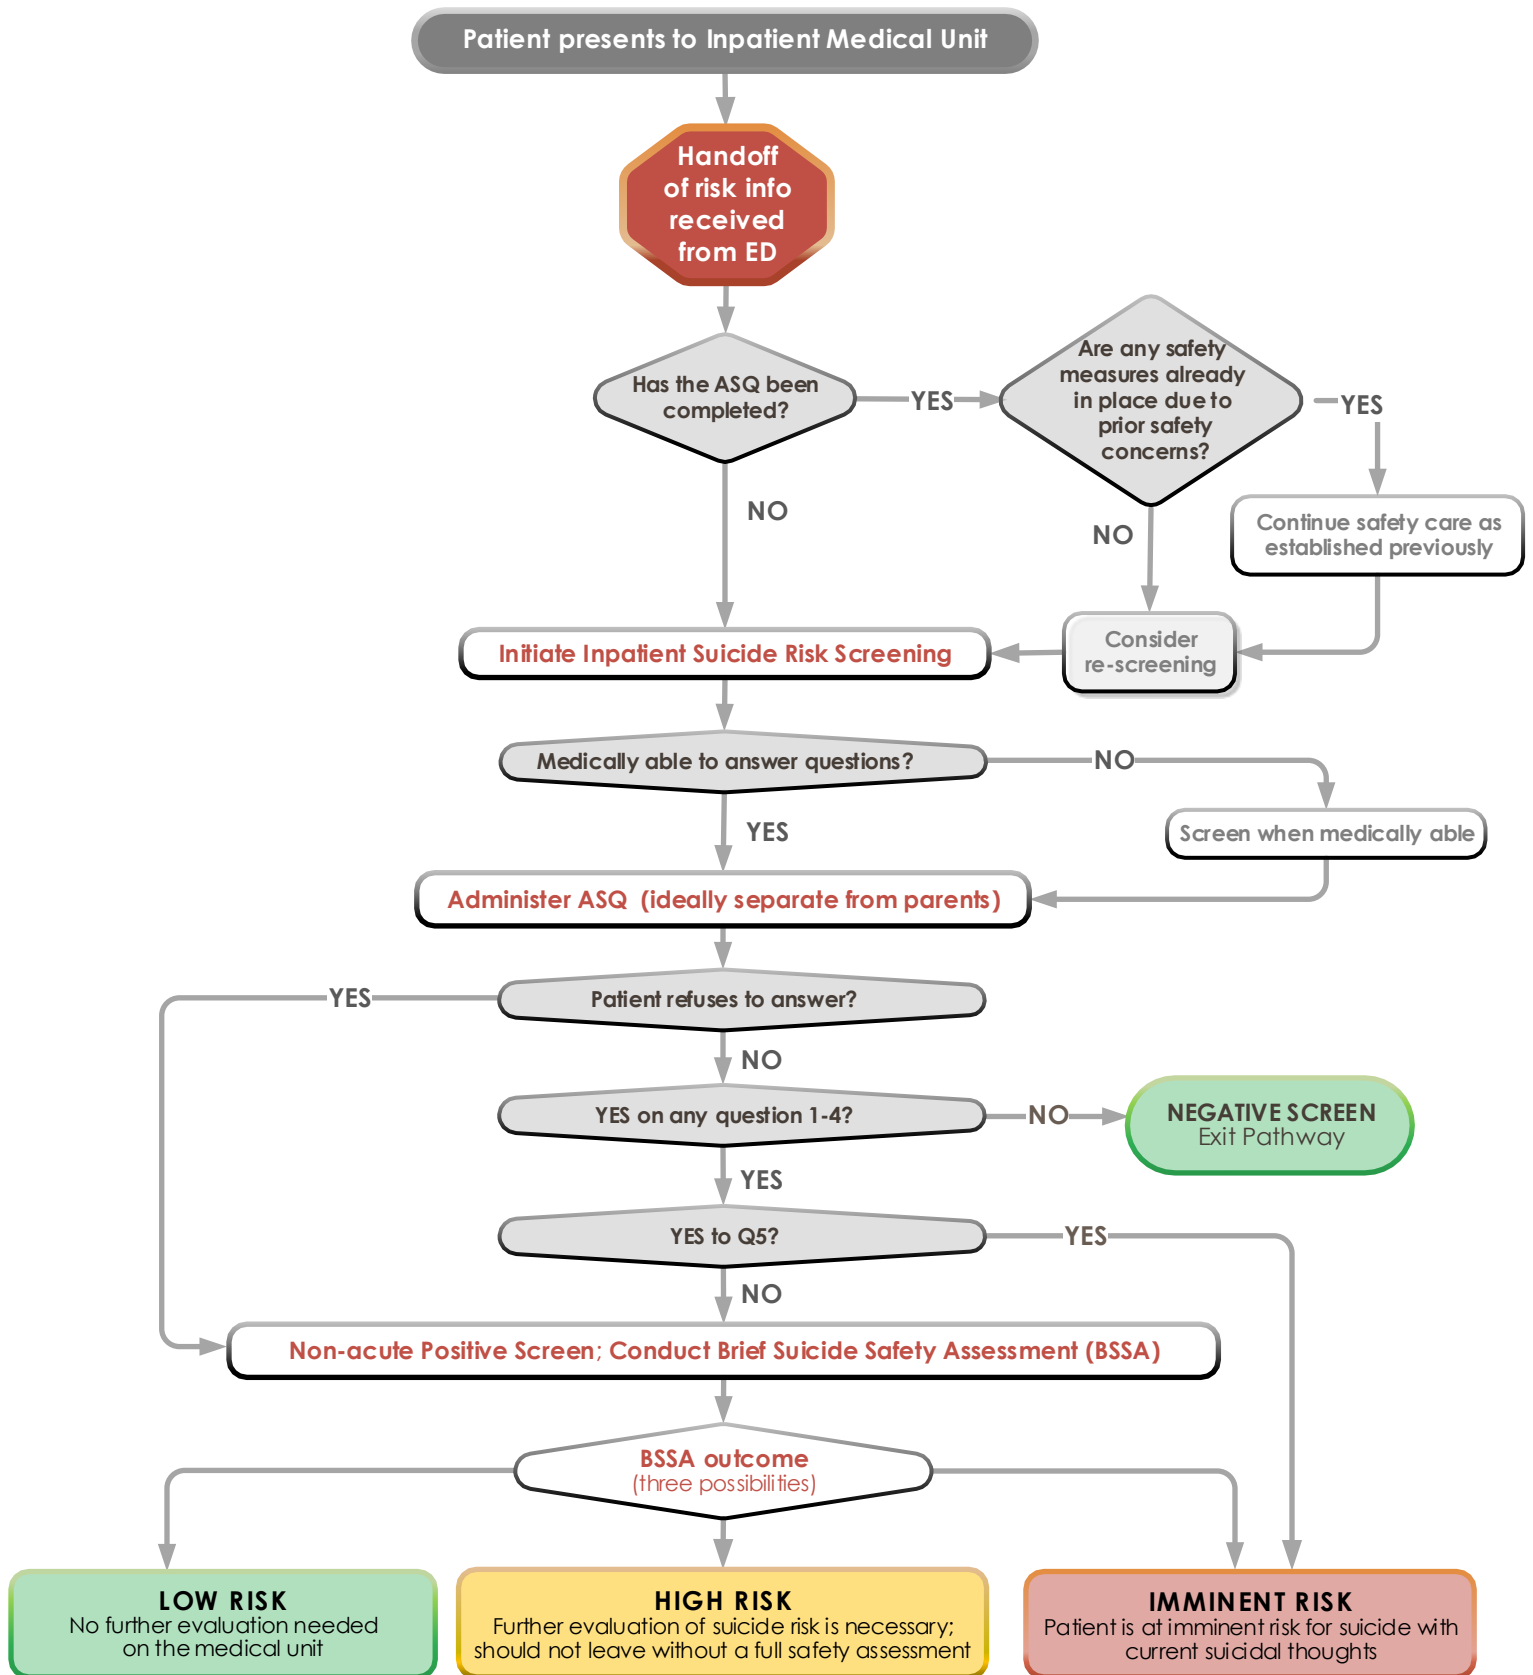 Patient presents to Inpatient Medical Unit
Handoff
of risk info
received
from ED
Has the ASQ been
completed?
YES
Are any safety
measures already
in place due to
prior safety
concerns?
YES
NO
NO
Continue safety care as
established previously
Consider
re-screening
Initiate Inpatient Suicide Risk Screening
Medically able to answer questions?
NO
YES
Screen when medically able
Administer ASQ (ideally separate from parents)
Patient refuses to answer?
YES
NO
YES on any question 1-4?
NO
NEGATIVE SCREEN
Exit Pathway
YES
YES to Q5?
YES
NO
Non-acute Positive Screen; Conduct Brief Suicide Safety Assessment (BSSA)
BSSA outcome
(three possibilities)
LOW RISK
No further evaluation needed
on the medical unit
HIGH RISK
Further evaluation of suicide risk is necessary;
should not leave without a full safety assessment
IMMINENT RISK
Patient is at imminent risk for suicide with
current suicidal thoughts